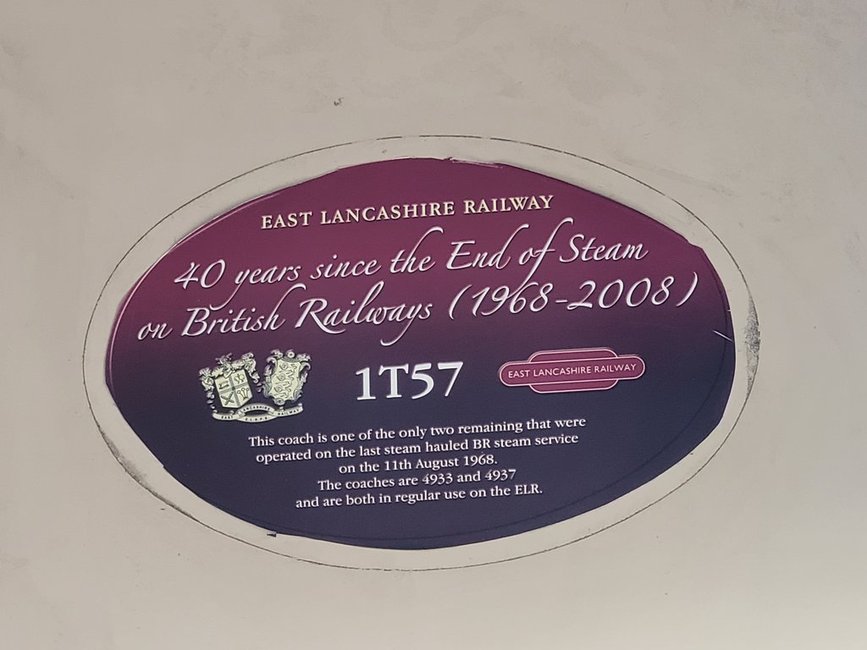 EAST LANCASHIRE RAILWAY
40 years since the End of Steam
on British Railways (1968-2008)
1T57
EAST LANCASHIRE RAILWAY
This coach is one of the only two remaining that were
operated on the last steam hauled BR steam service
on the 11th August 1968.
The coaches are 4933 and 4937
and are both in regular use on the ELR.